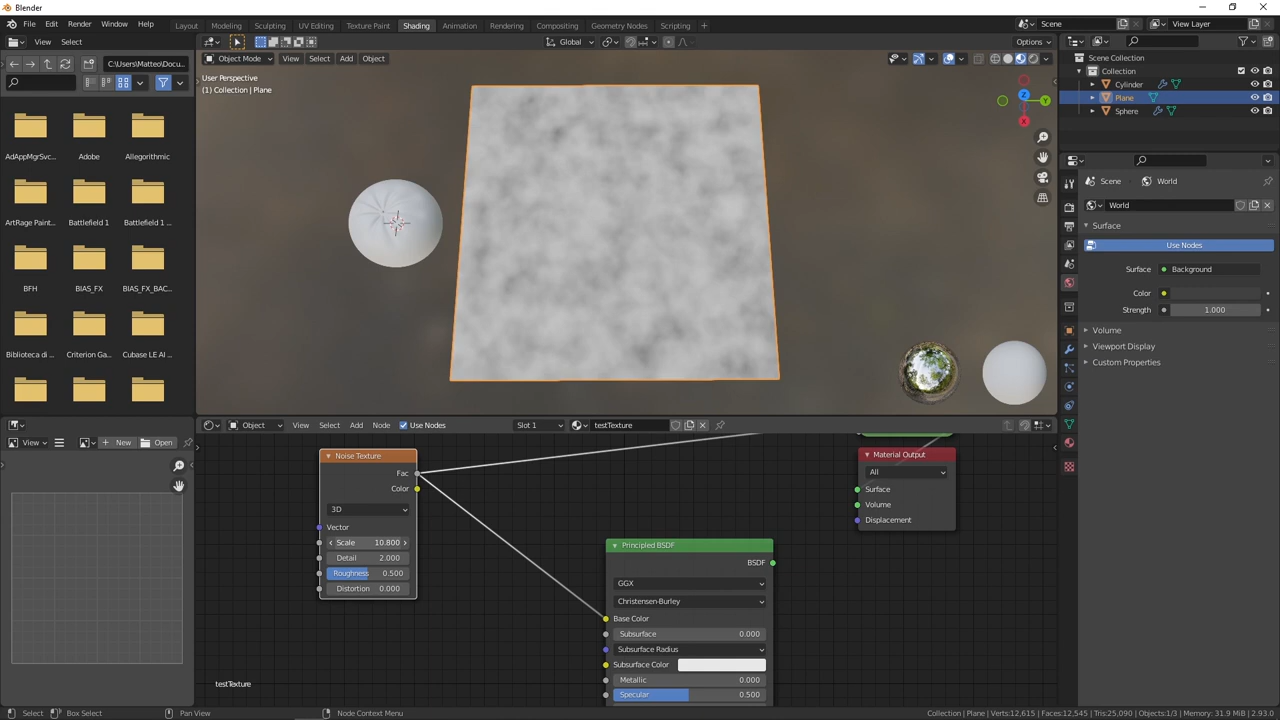 Blender
File Edit Render Window Help
Layout Modeling Sculpting UV Editing Texture Paint Shading Animation Rendering Compositing Geometry Nodes Scripting +
Scene
View Layer
View Select
Global
Options
C:\Users\Matteo\Docu...
Object Mode View Select Add Object
User Perspective
(1) Collection | Plane
Z
Y
X
AdAppMgrSvc... Adobe Allegorithmic
ArtRage Paint... Battlefield 1 Battlefield 1 ...
BFH BIAS_FX BIAS_FX_BAC...
Biblioteca di ... Criterion Ga... Cubase LE AI ...
Scene Collection
Collection
Cylinder
Plane
Sphere
Scene World
World
Surface
Use Nodes
Surface Background
Color
Strength 1.000
Volume
Viewport Display
Custom Properties
View New Open
Object View Select Add Node Use Nodes Slot 1 testTexture
Noise Texture
Fac
Color
3D
Vector
Scale 10.800
Detail 2.000
Roughness 0.500
Distortion 0.000
Material Output
All
Surface
Volume
Displacement
Principled BSDF
BSDF
GGX
Christensen-Burley
Base Color
Subsurface 0.000
Subsurface Radius
Subsurface Color
Metallic 0.000
Specular 0.500
testTexture
Select Box Select Pan View Node Context Menu
Collection | Plane | Verts:12,615 | Faces:12,545 | Tris:25,090 | Objects:1/3 | Memory: 31.9 MiB | 2.93.0